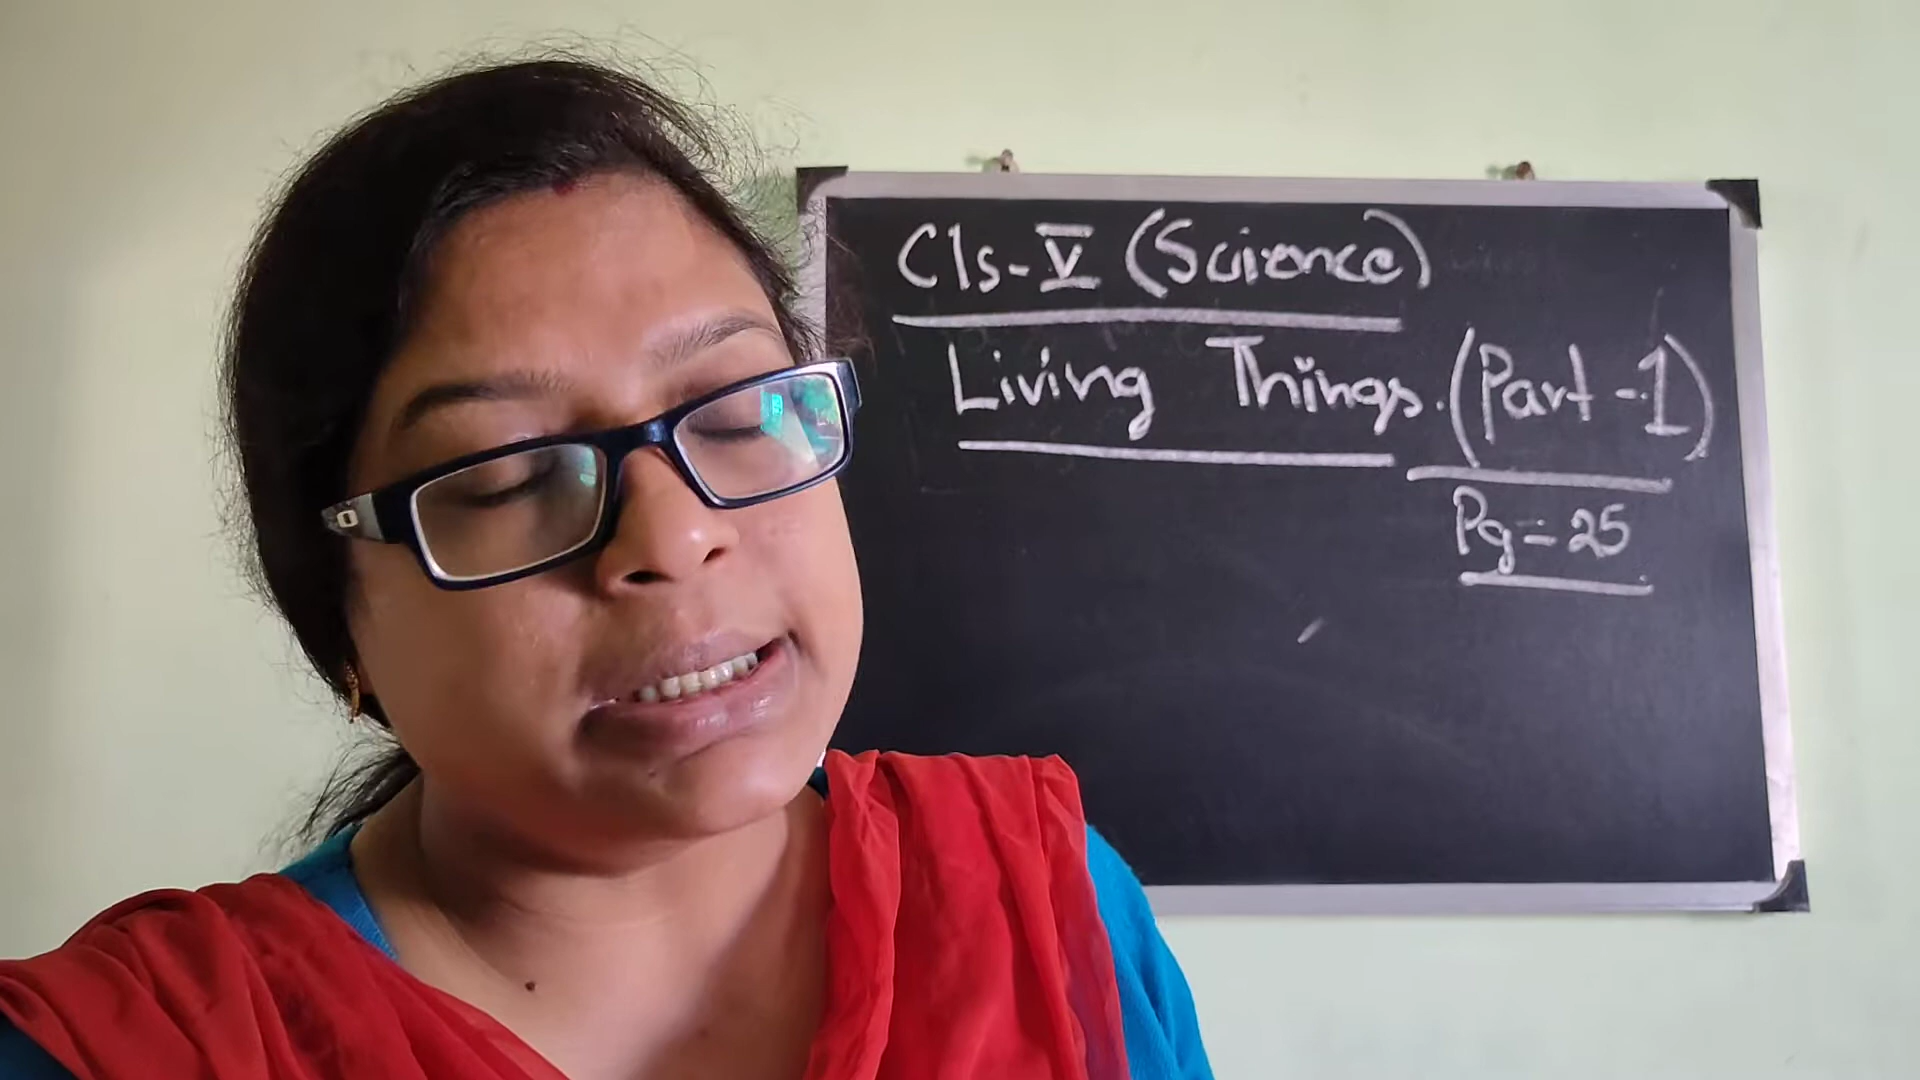 Cls-V (Science)
Living Things. (Part-1)
Pg = 25